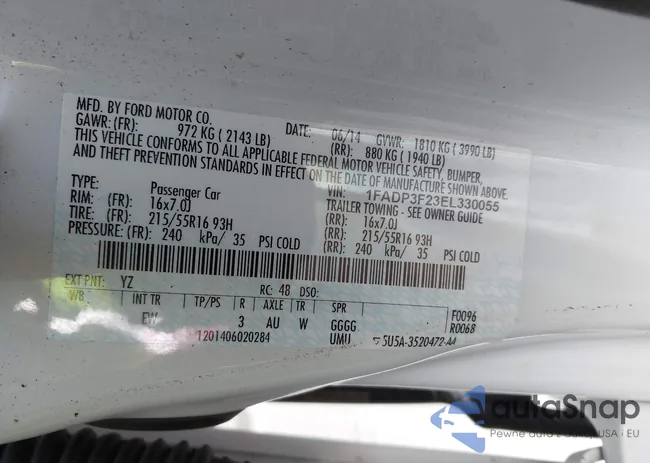 MFD. BY FORD MOTOR CO. DATE: 06/14 GVWR: 1810 KG ( 3990 LB)
GAWR: (FR): 972 KG ( 2143 LB) (RR): 880 KG ( 1940 LB)
THIS VEHICLE CONFORMS TO ALL APPLICABLE FEDERAL MOTOR VEHICLE SAFETY, BUMPER,
AND THEFT PREVENTION STANDARDS IN EFFECT ON THE DATE OF MANUFACTURE SHOWN ABOVE.
VIN: 1FADP3F23EL330055
TYPE: Passenger Car TRAILER TOWING - SEE OWNER GUIDE
RIM: (FR): 16x7.0J (RR): 16x7.0J
TIRE: (FR): 215/55R16 93H (RR): 215/55R16 93H
PRESSURE: (FR): 240 kPa/ 35 PSI COLD (RR): 240 kPa/ 35 PSI COLD
EXT PNT: YZ RC: 48 DSO:
WB INT TR TP/PS R AXLE TR SPR F0096
EW 3 AU W GGGG R0068
1201406020284 UMU 5U5A-3520472-AA
autaSnap
Pewne auta z USA i EU